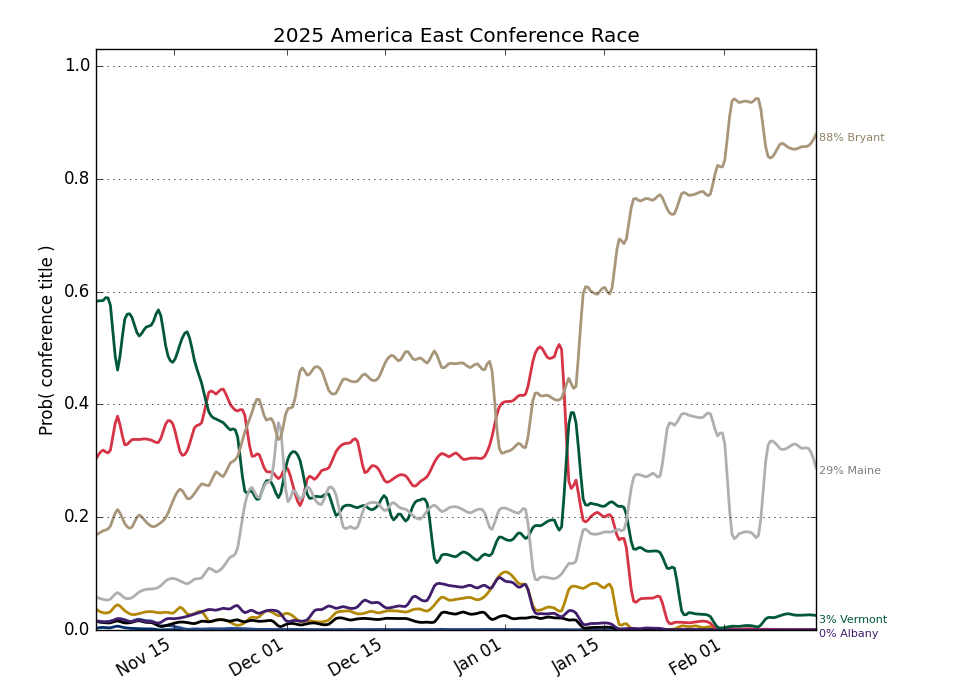 2025 America East Conference Race
1.0
0.8
0.6
0.4
0.2
0.0
Prob( conference title )
88% Bryant
29% Maine
3% Vermont
0% Albany
Nov 15
Dec 01
Dec 15
Jan 01
Jan 15
Feb 01